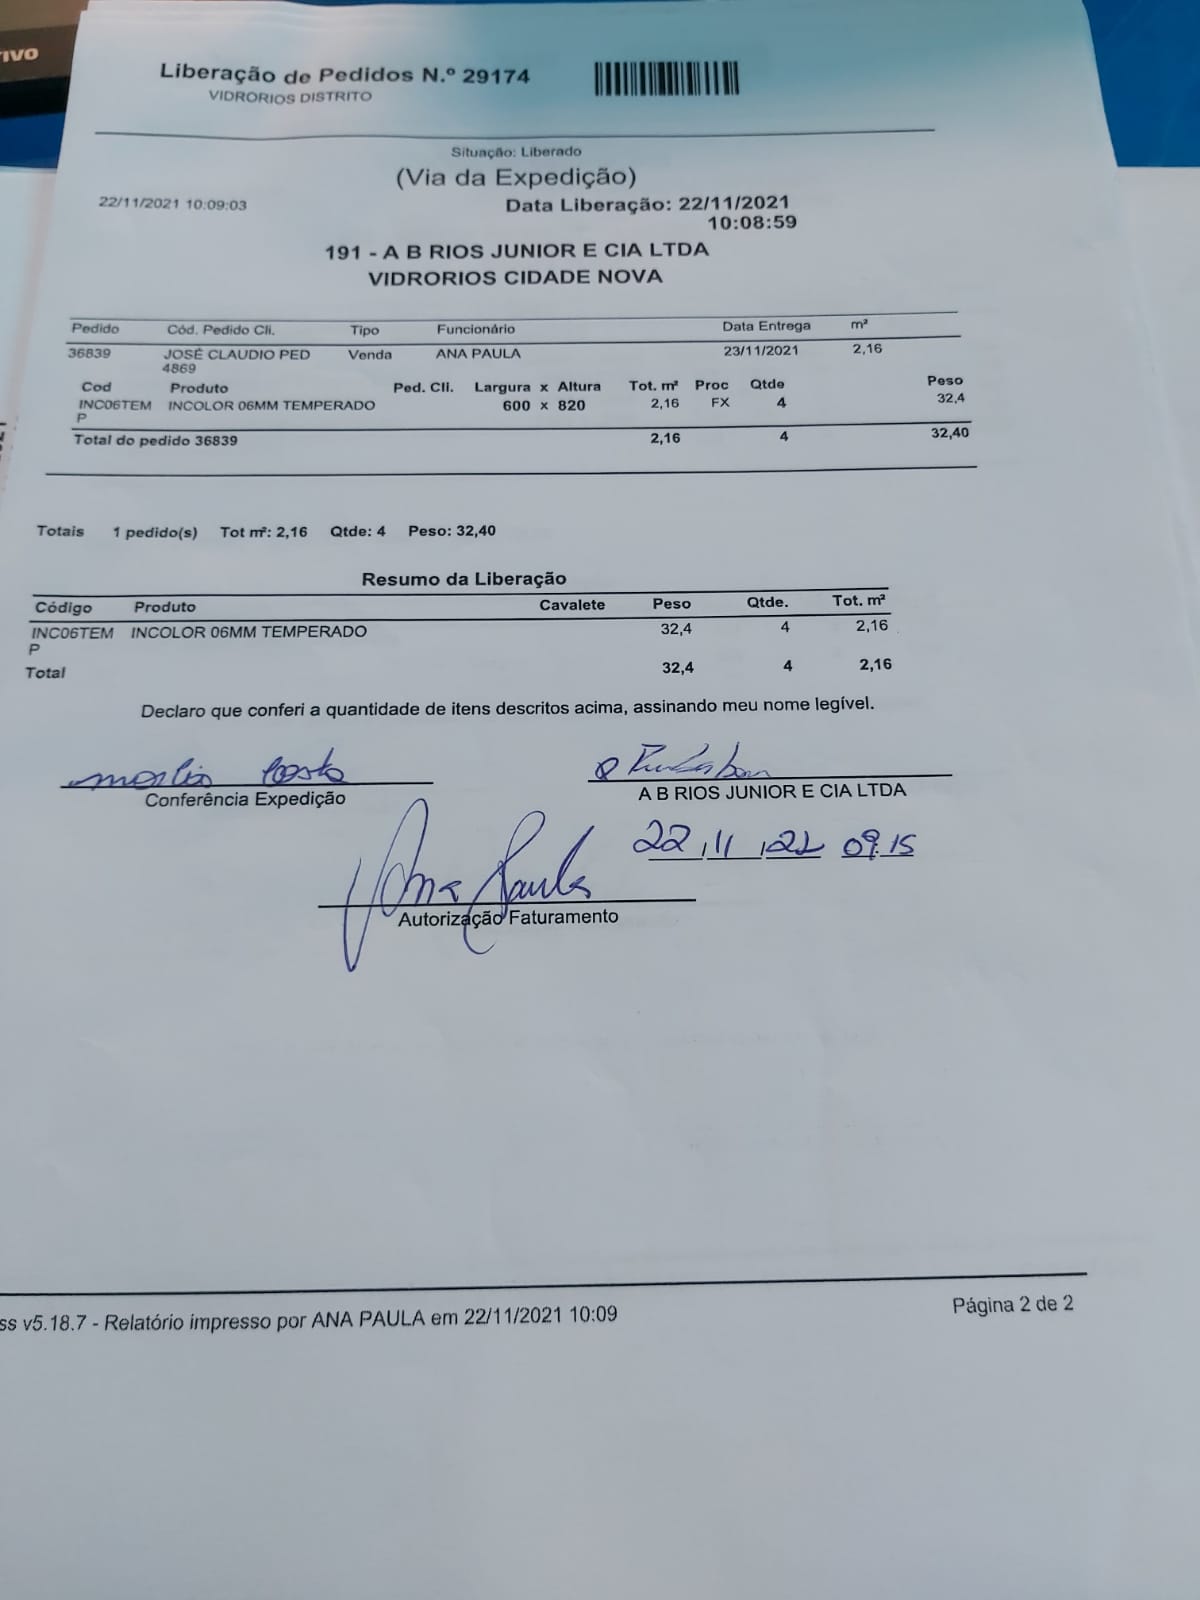 IVO
Liberação de Pedidos N.º 29174
VIDRORIOS DISTRITO
Situação: Liberado
(Via da Expedição)
22/11/2021 10:09:03
Data Liberação: 22/11/2021
10:08:59
191 - A B RIOS JUNIOR E CIA LTDA
VIDRORIOS CIDADE NOVA
Pedido Cód. Pedido Cli. Tipo Funcionário Data Entrega m²
36839 JOSÉ CLAUDIO PED Venda ANA PAULA 23/11/2021 2,16
4869
Cod Produto Ped. Cli. Largura x Altura Tot. m² Proc Qtde Peso
INC06TEM INCOLOR 06MM TEMPERADO 600 x 820 2,16 FX 4 32,4
P
Total do pedido 36839 2,16 4 32,40
Totais 1 pedido(s) Tot m²: 2,16 Qtde: 4 Peso: 32,40
Resumo da Liberação
Código Produto Cavalete Peso Qtde. Tot. m²
INC06TEM INCOLOR 06MM TEMPERADO 32,4 4 2,16
P
Total 32,4 4 2,16
Declaro que conferi a quantidade de itens descritos acima, assinando meu nome legível.
Conferência Expedição
A B RIOS JUNIOR E CIA LTDA
22/11/21 09:15
Ana Paula
Autorização Faturamento
ss v5.18.7 - Relatório impresso por ANA PAULA em 22/11/2021 10:09
Página 2 de 2